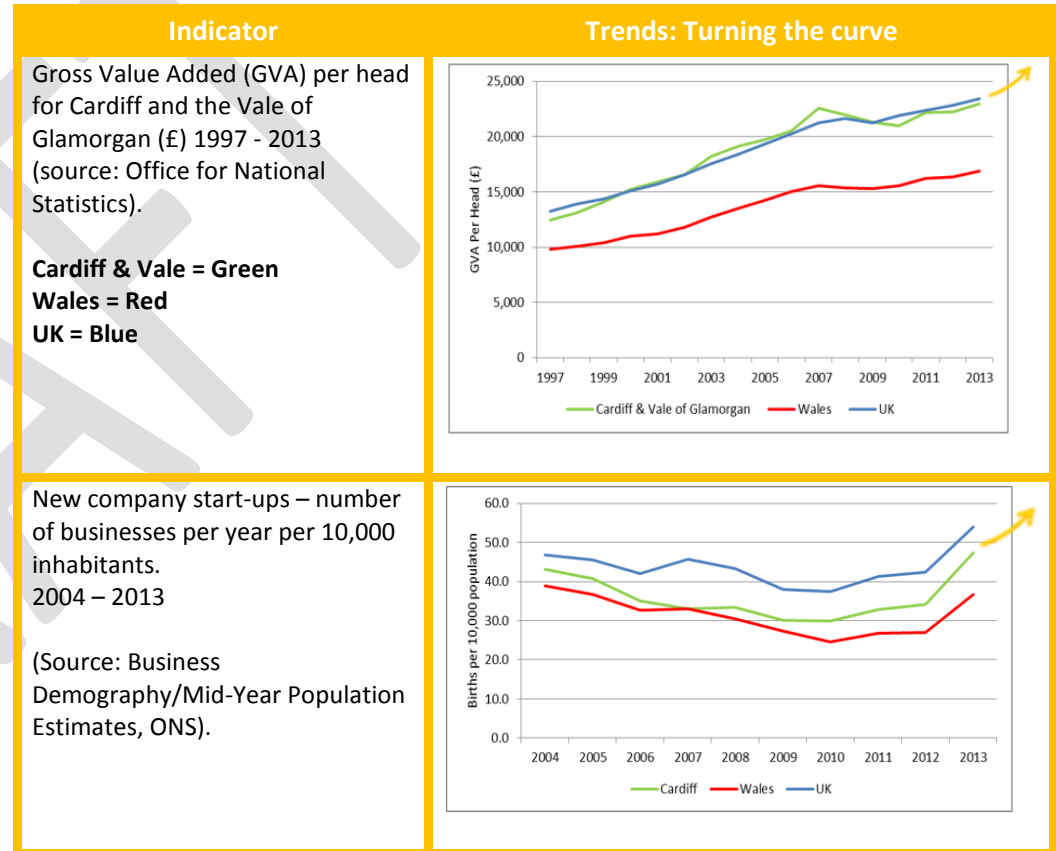 Indicator
Trends: Turning the curve
Gross Value Added (GVA) per head
for Cardiff and the Vale of
Glamorgan (£) 1997 - 2013
(source: Office for National
Statistics).
Cardiff & Vale = Green
Wales = Red
UK = Blue
GVA Per Head (£)
25,000
20,000
15,000
10,000
5,000
0
1997 1999 2001 2003 2005 2007 2009 2011 2013
Cardiff & Vale of Glamorgan Wales UK
New company start-ups – number
of businesses per year per 10,000
inhabitants.
2004 – 2013
(Source: Business
Demography/Mid-Year Population
Estimates, ONS).
Births per 10,000 population
60.0
50.0
40.0
30.0
20.0
10.0
0.0
2004 2005 2006 2007 2008 2009 2010 2011 2012 2013
Cardiff Wales UK